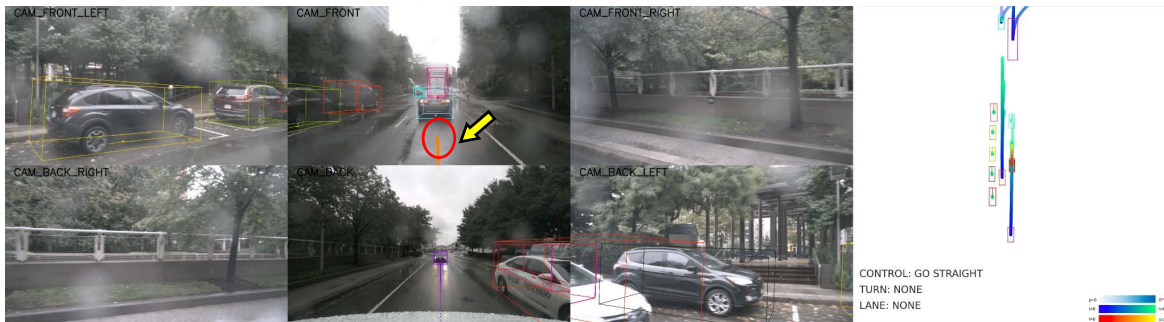 CAM_FRONT_LEFT
CAM_FRONT
CAM_FRONT_RIGHT
CAM_BACK_RIGHT
CAM_BACK
CAM_BACK_LEFT
CONTROL: GO STRAIGHT
TURN: NONE
LANE: NONE